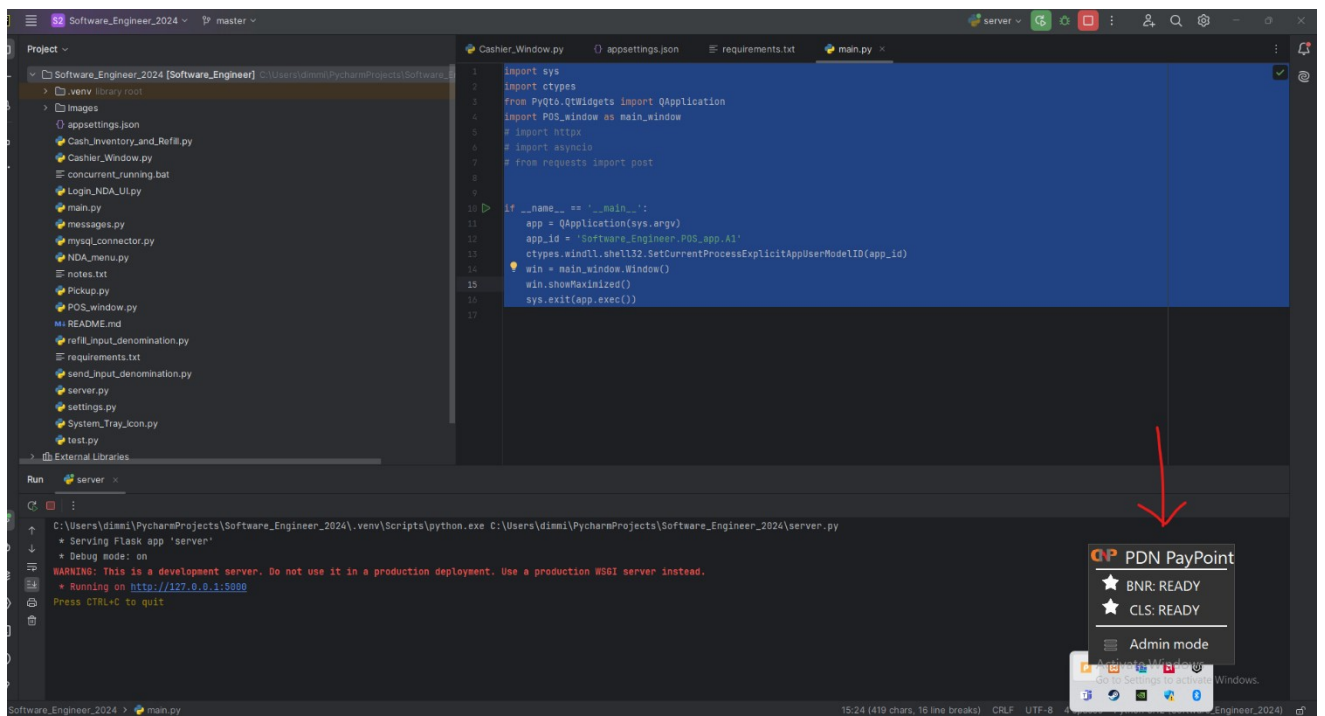 S2 Software_Engineer_2024 master server
Project
Cashier_Window.py {} appsettings.json requirements.txt main.py
Software_Engineer_2024 [Software_Engineer] C:\Users\dimmi\PycharmProjects\Software_E
.venv library root
Images
{} appsettings.json
Cash_Inventory_and_Refill.py
Cashier_Window.py
concurrent_running.bat
Login_NDA_UI.py
main.py
messages.py
mysql_connector.py
NDA_menu.py
notes.txt
Pickup.py
POS_window.py
README.md
refill_input_denomination.py
requirements.txt
send_input_denomination.py
server.py
settings.py
System_Tray_Icon.py
test.py
External Libraries
1 import sys
2 import ctypes
3 from PyQt6.QtWidgets import QApplication
4 import POS_window as main_window
5 # import httpx
6 # import asyncio
7 # from requests import post
8
9
10 if __name__ == '__main__':
11 app = QApplication(sys.argv)
12 app_id = 'Software_Engineer.POS_app.A1'
13 ctypes.windll.shell32.SetCurrentProcessExplicitAppUserModelID(app_id)
14 win = main_window.Window()
15 win.showMaximized()
16 sys.exit(app.exec())
17
Run server
C:\Users\dimmi\PycharmProjects\Software_Engineer_2024\.venv\Scripts\python.exe C:\Users\dimmi\PycharmProjects\Software_Engineer_2024\server.py
* Serving Flask app 'server'
* Debug mode: on
WARNING: This is a development server. Do not use it in a production deployment. Use a production WSGI server instead.
* Running on http://127.0.0.1:5000
Press CTRL+C to quit
PDN PayPoint
BNR: READY
CLS: READY
Admin mode
Activate Windows
Go to Settings to activate Windows.
Software_Engineer_2024 > main.py
15:24 (419 chars, 16 line breaks) CRLF UTF-8 4 Engineer_2024)